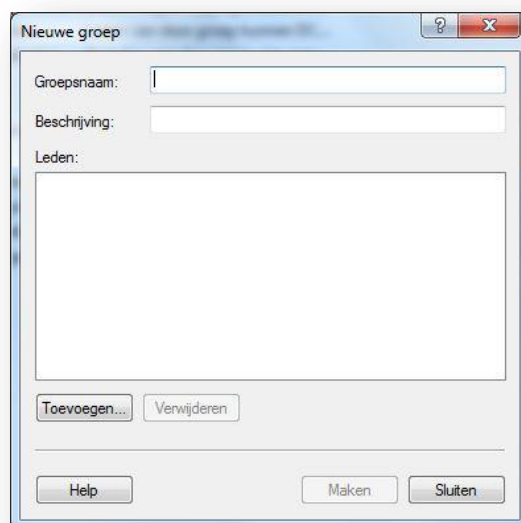 Nieuwe groep
?
X
Groepsnaam:
Beschrijving:
Leden:
Toevoegen...
Verwijderen
Help
Maken
Sluiten